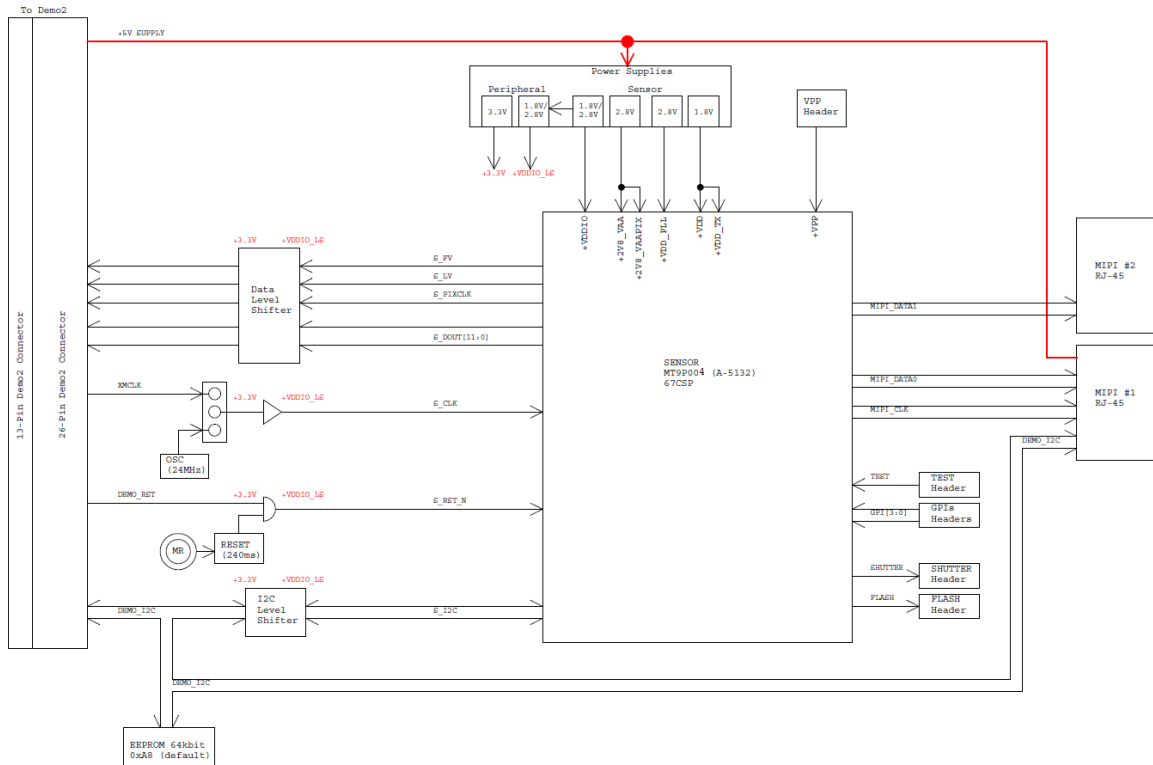 To Demo2
+5V SUPPLY
Power Supplies
Peripheral
Sensor
3.3V
1.8V/
2.8V
1.8V/
2.8V
2.8V
2.8V
1.8V
VPP
Header
+3.3V
+VDDIO_LS
+VDDIO
+2V8_VAA
+2V8_VAAPIX
+VDD_PLL
+VDD
+VDD_TX
+VPP
13-Pin Demo2 Connector
26-Pin Demo2 Connector
+3.3V
+VDDIO_LS
Data
Level
Shifter
S_FV
S_LV
S_PIXCLK
S_DOUT[11:0]
SENSOR
MT9P004 (A-5132)
67CSP
MIPI_DATA1
MIPI #2
RJ-45
MIPI_DATA0
MIPI_CLK
DEMO_I2C
MIPI #1
RJ-45
XMCLK
+3.3V
+VDDIO_LS
S_CLK
OSC
(24MHz)
DEMO_RST
+3.3V
+VDDIO_LS
S_RST_N
MR
RESET
(240ms)
TEST
TEST
Header
GPI[3:0]
GPIs
Headers
SHUTTER
SHUTTER
Header
FLASH
FLASH
Header
+3.3V
+VDDIO_LS
DEMO_I2C
I2C
Level
Shifter
S_I2C
DEMO_I2C
EEPROM 64kbit
0xA8 (default)